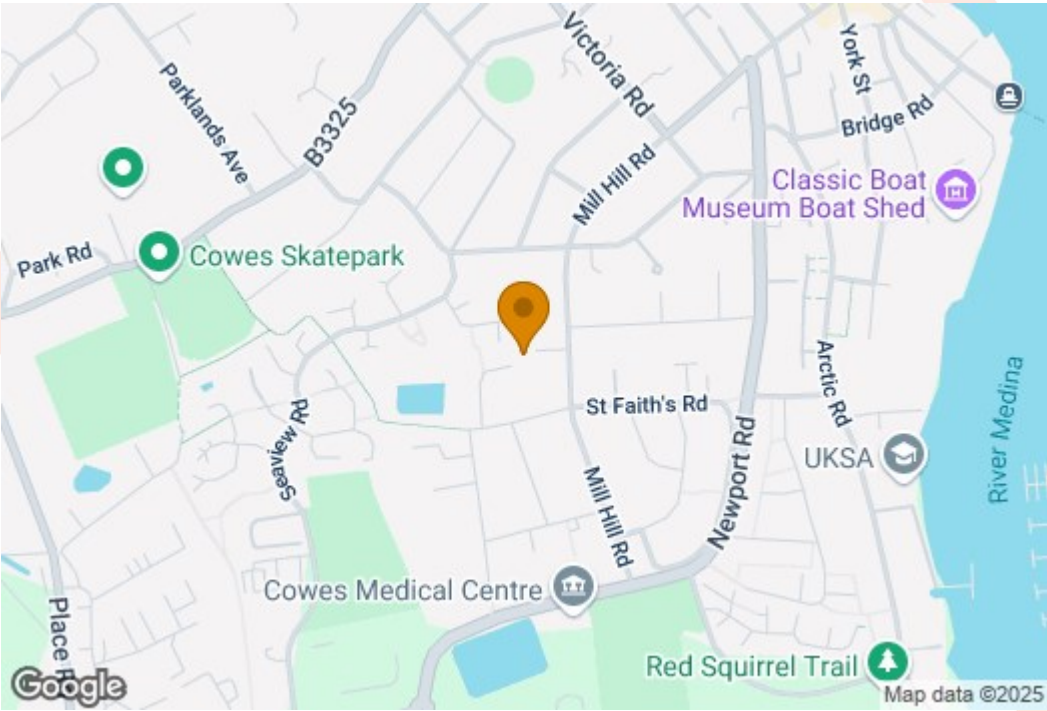 Victoria Rd
York St
Parklands Ave
B3325
Bridge Rd
Mill Hill Rd
Classic Boat
Museum Boat Shed
Park Rd
Cowes Skatepark
Arctic Rd
River Medina
St Faith's Rd
Seaview Rd
Newport Rd
UKSA
Mill Hill Rd
Cowes Medical Centre
Place R
Red Squirrel Trail
Google
Map data ©2025